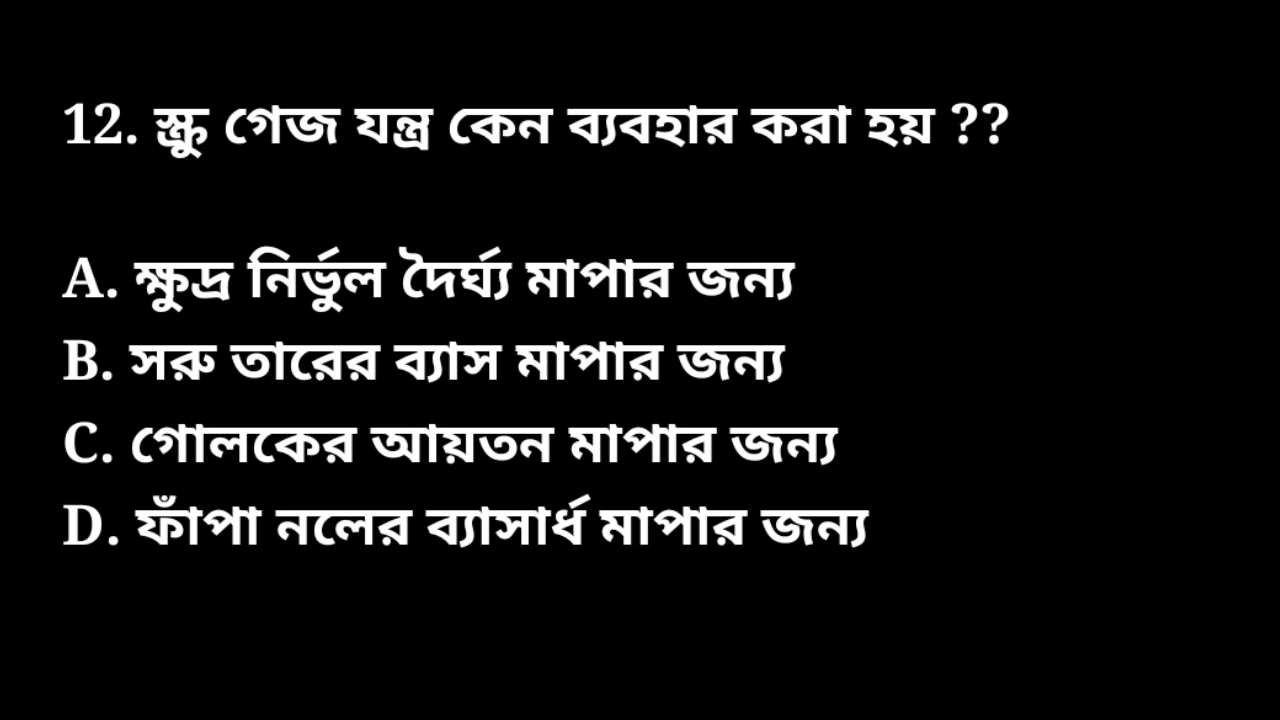 12. স্ক্রু গেজ যন্ত্র কেন ব্যবহার করা হয় ??
A. ক্ষুদ্র নির্ভুল দৈর্ঘ্য মাপার জন্য
B. সরু তারের ব্যাস মাপার জন্য
C. গোলকের আয়তন মাপার জন্য
D. ফাঁপা নলের ব্যাসার্ধ মাপার জন্য